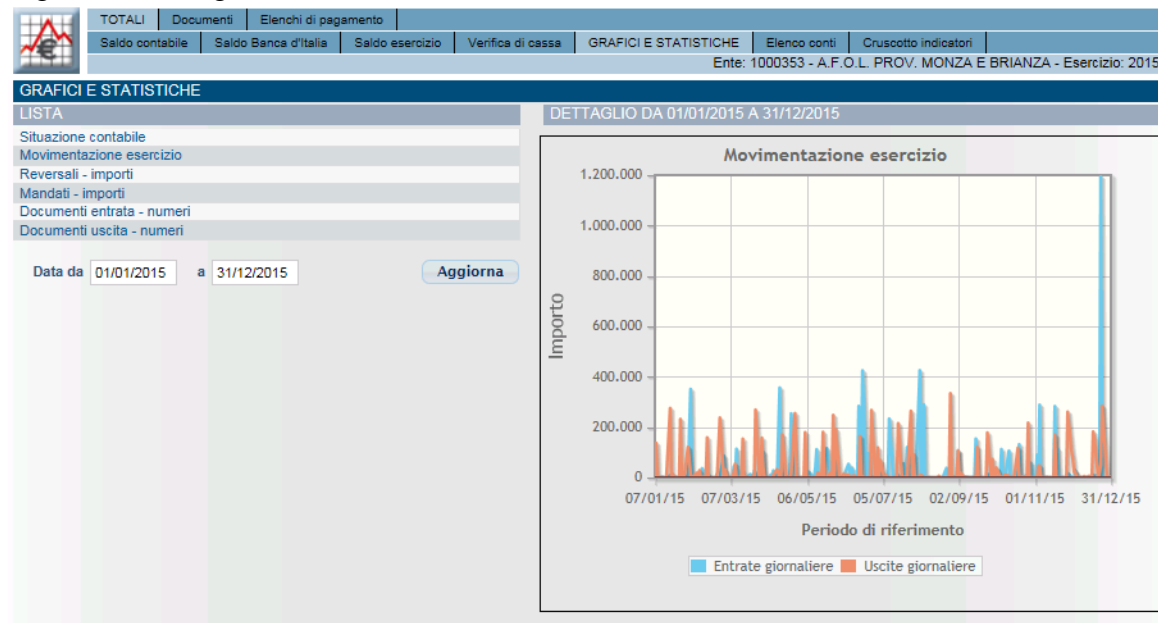 TOTALI Documenti Elenchi di pagamento
Saldo contabile Saldo Banca d'Italia Saldo esercizio Verifica di cassa GRAFICI E STATISTICHE Elenco conti Cruscotto indicatori
Ente: 1000353 - A.F.O.L. PROV. MONZA E BRIANZA - Esercizio: 2015
GRAFICI E STATISTICHE
LISTA
Situazione contabile
Movimentazione esercizio
Reversali - importi
Mandati - importi
Documenti entrata - numeri
Documenti uscita - numeri
Data da 01/01/2015 a 31/12/2015 Aggiorna
DETTAGLIO DA 01/01/2015 A 31/12/2015
Movimentazione esercizio
1.200.000
1.000.000
800.000
600.000
400.000
200.000
0
Importo
07/01/15 07/03/15 06/05/15 05/07/15 02/09/15 01/11/15 31/12/15
Periodo di riferimento
Entrate giornaliere Uscite giornaliere